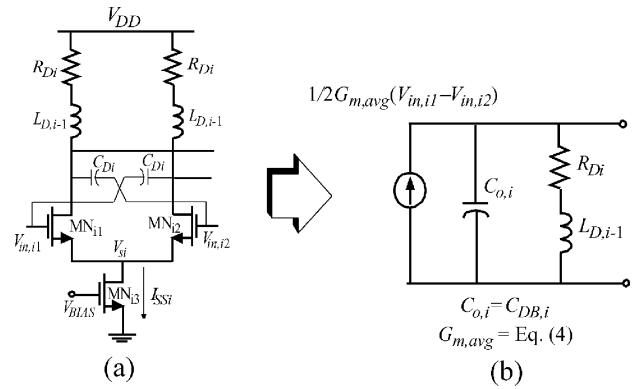 V_DD
R_Di R_Di
L_D,i-1 L_D,i-1
C_Di C_Di
MN_i1 MN_i2
V_in,i1 V_si V_in,i2
MN_i3 I_SSi
V_BIAS
(a)
1/2G_m,avg(V_in,i1–V_in,i2)
R_Di
C_o,i
L_D,i-1
C_o,i = C_DB,i
G_m,avg = Eq. (4)
(b)